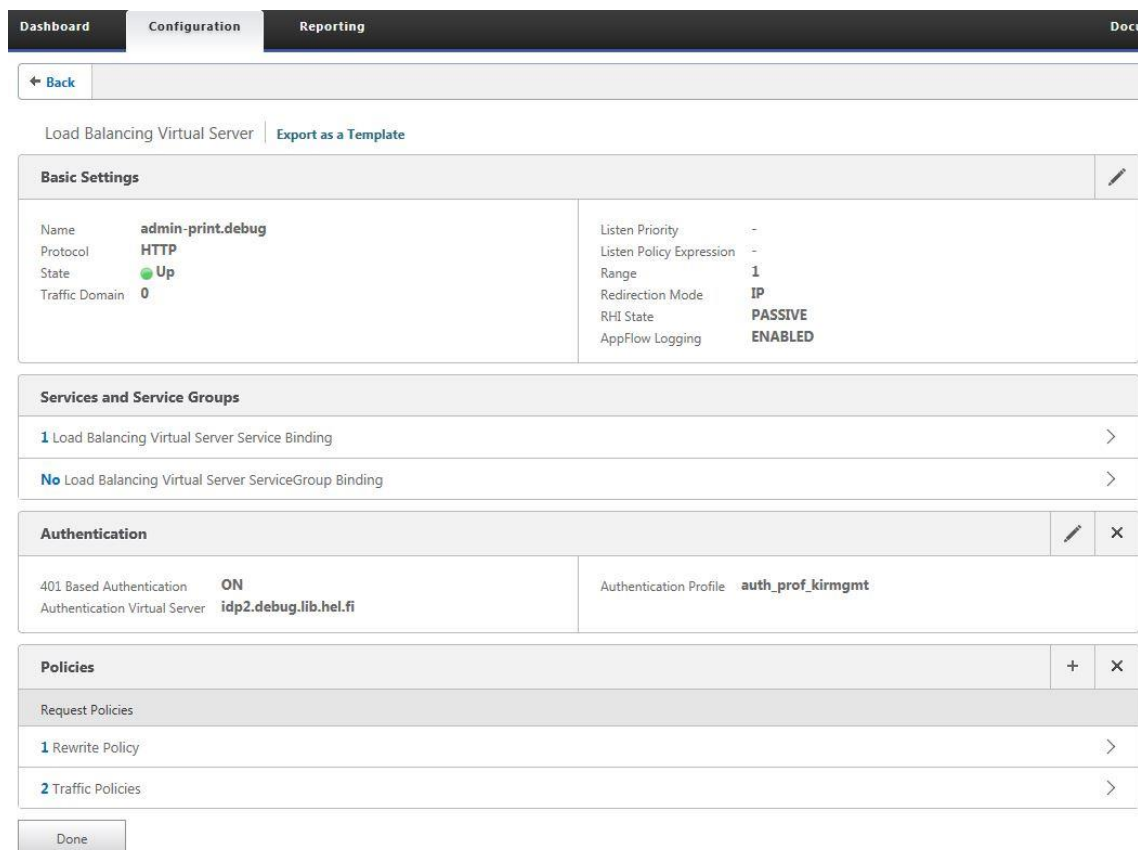 Dashboard Configuration Reporting
Back
Load Balancing Virtual Server Export as a Template
Basic Settings
Name admin-print.debug
Protocol HTTP
State Up
Traffic Domain 0
Listen Priority -
Listen Policy Expression -
Range 1
Redirection Mode IP
RHI State PASSIVE
AppFlow Logging ENABLED
Services and Service Groups
1 Load Balancing Virtual Server Service Binding
No Load Balancing Virtual Server ServiceGroup Binding
Authentication
401 Based Authentication ON
Authentication Virtual Server idp2.debug.lib.hel.fi
Authentication Profile auth_prof_kirmgmt
Policies
Request Policies
1 Rewrite Policy
2 Traffic Policies
Done